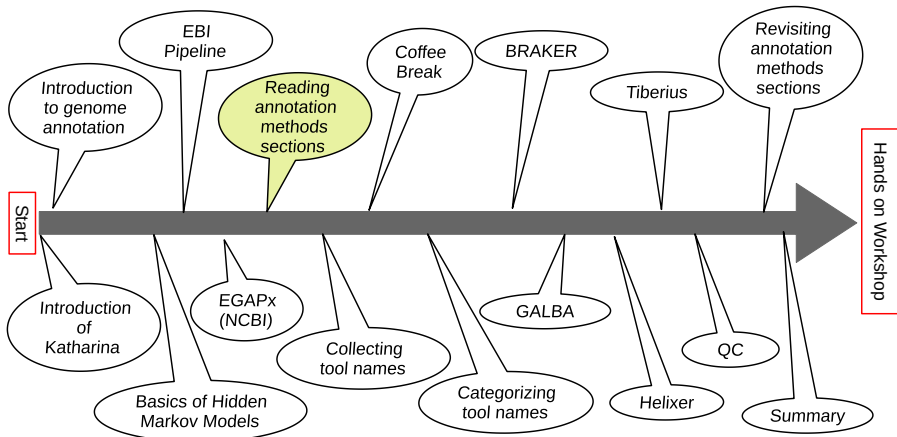 Start
Introduction
of
Katharina
Introduction
to genome
annotation
Basics of Hidden
Markov Models
EBI
Pipeline
EGAPx
(NCBI)
Reading
annotation
methods
sections
Collecting
tool names
Coffee
Break
Categorizing
tool names
BRAKER
GALBA
Helixer
Tiberius
QC
Revisiting
annotation
methods
sections
Summary
Hands on Workshop